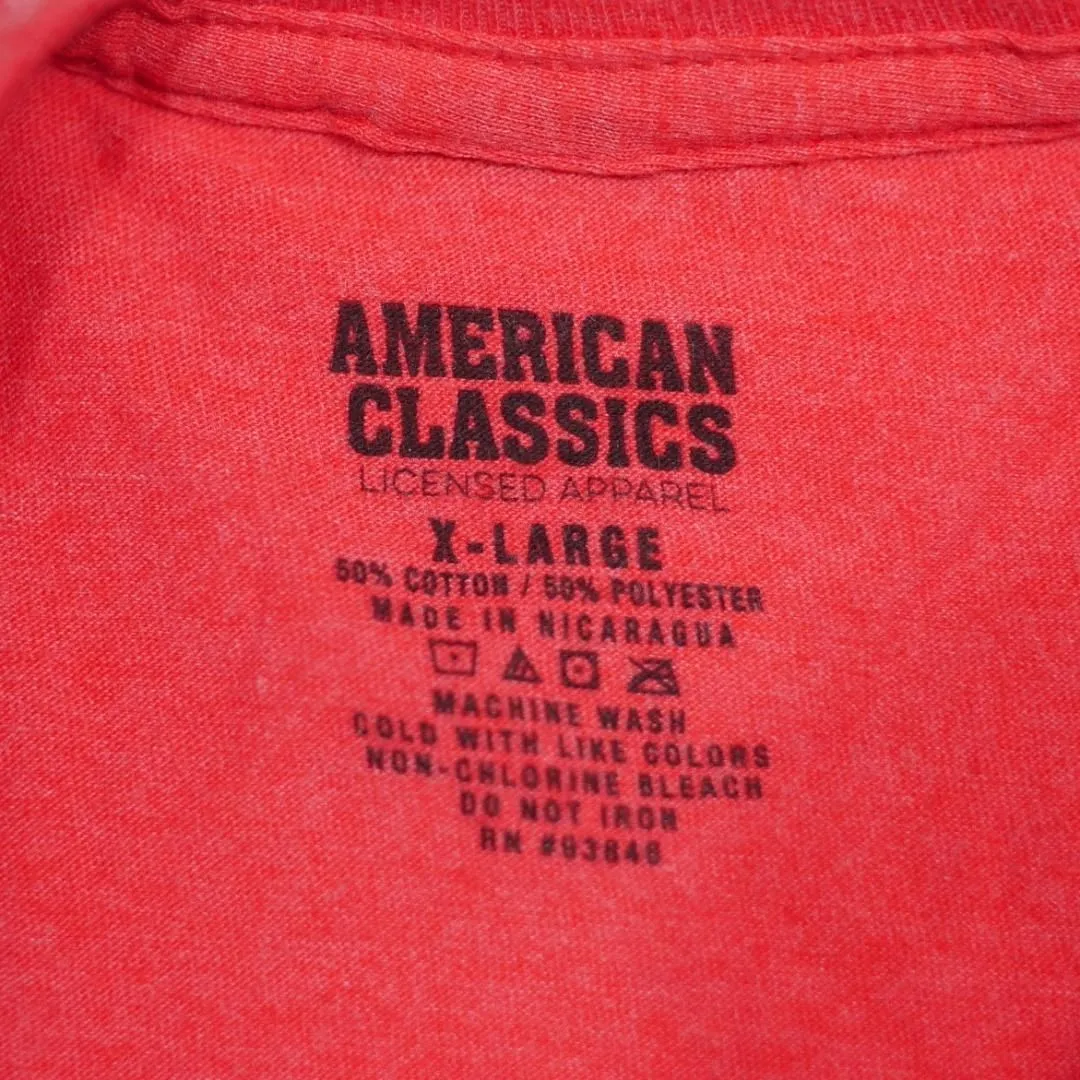 AMERICAN
CLASSICS
LICENSED APPAREL
X-LARGE
50% COTTON / 50% POLYESTER
MADE IN NICARAGUA
MACHINE WASH
COLD WITH LIKE COLORS
NON-CHLORINE BLEACH
DO NOT IRON
RN #93846